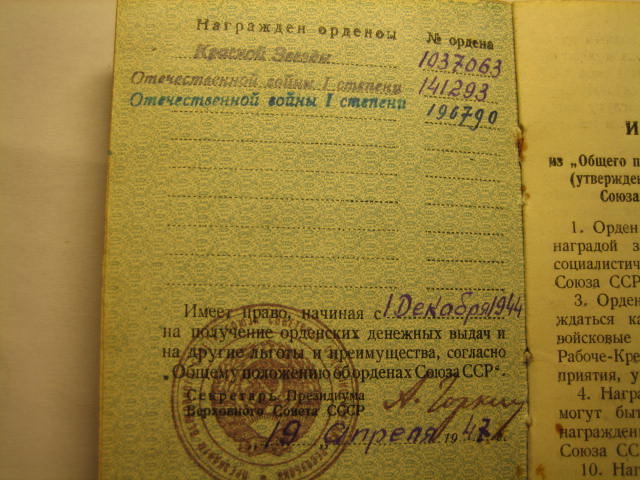 Награжден орденом № ордена
Красной Звезды 1037063
Отечественной войны I степени 141293
Отечественной войны I степени 196790
Имеет право, начиная с 1 Декабря 1944
на получение орденских денежных выдач и
на другие льготы и преимущества, согласно
„Общему положению об орденах Союза ССР“.
Секретарь Президиума
Верховного Совета СССР
А. Горкин
19 Апреля 1947 г.
И
из „Общего п
(утвержден
Союза
1. Орден
наградой з
социалистич
Союза ССР
3. Орден
ждаться ка
войсковые
Рабоче-Кре
приятия, у
4. Награ
могут быт
награжден
Союза СС
10. Наг